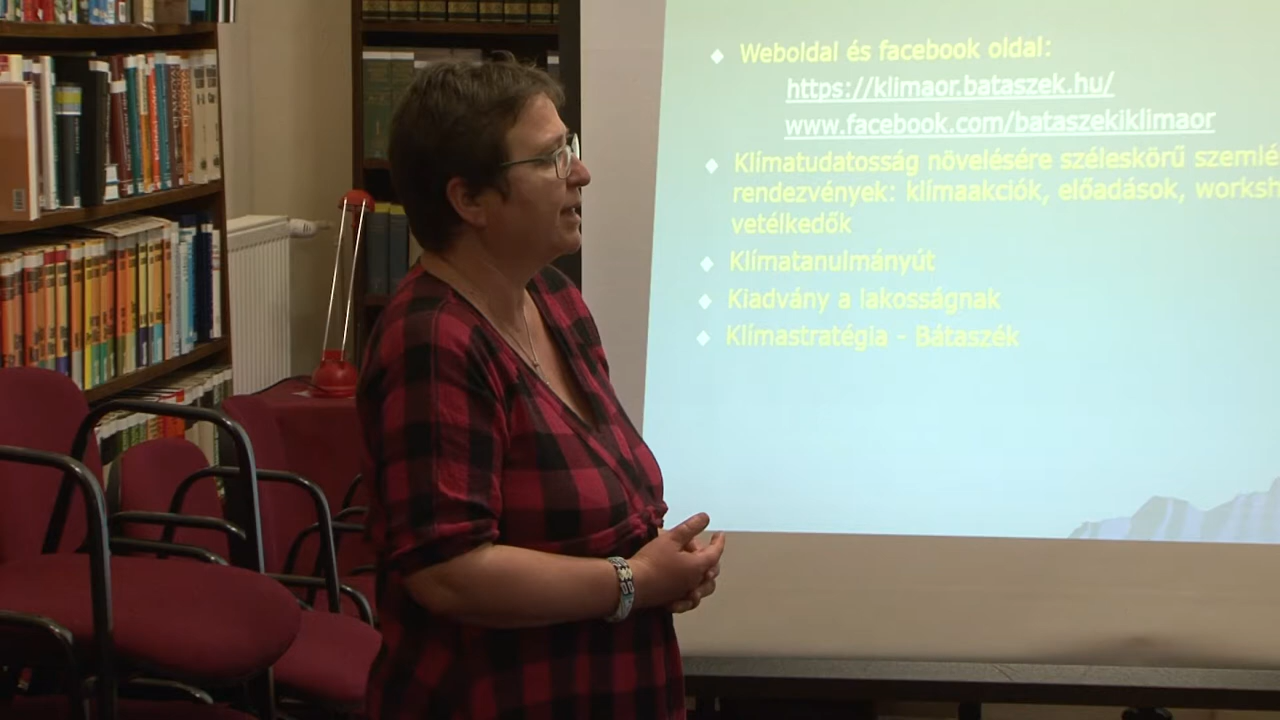 Weboldal és facebook oldal:
https://klimaor.bataszek.hu/
www.facebook.com/bataszekiklimaor
Klímatudatosság növelésére széleskörű szemlé
rendezvények: klímaakciók, előadások, worksh
vetélkedők
Klímatanulmányút
Kiadvány a lakosságnak
Klímastratégia - Bátaszék